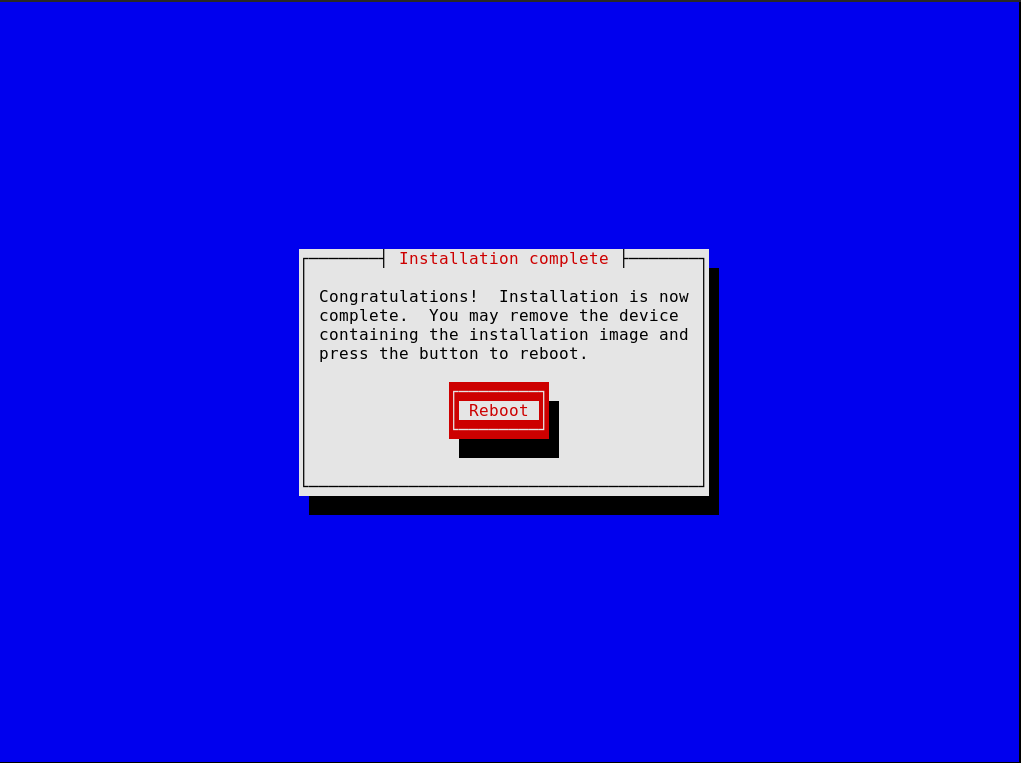 Installation complete
Congratulations!  Installation is now
complete.  You may remove the device
containing the installation image and
press the button to reboot.
Reboot